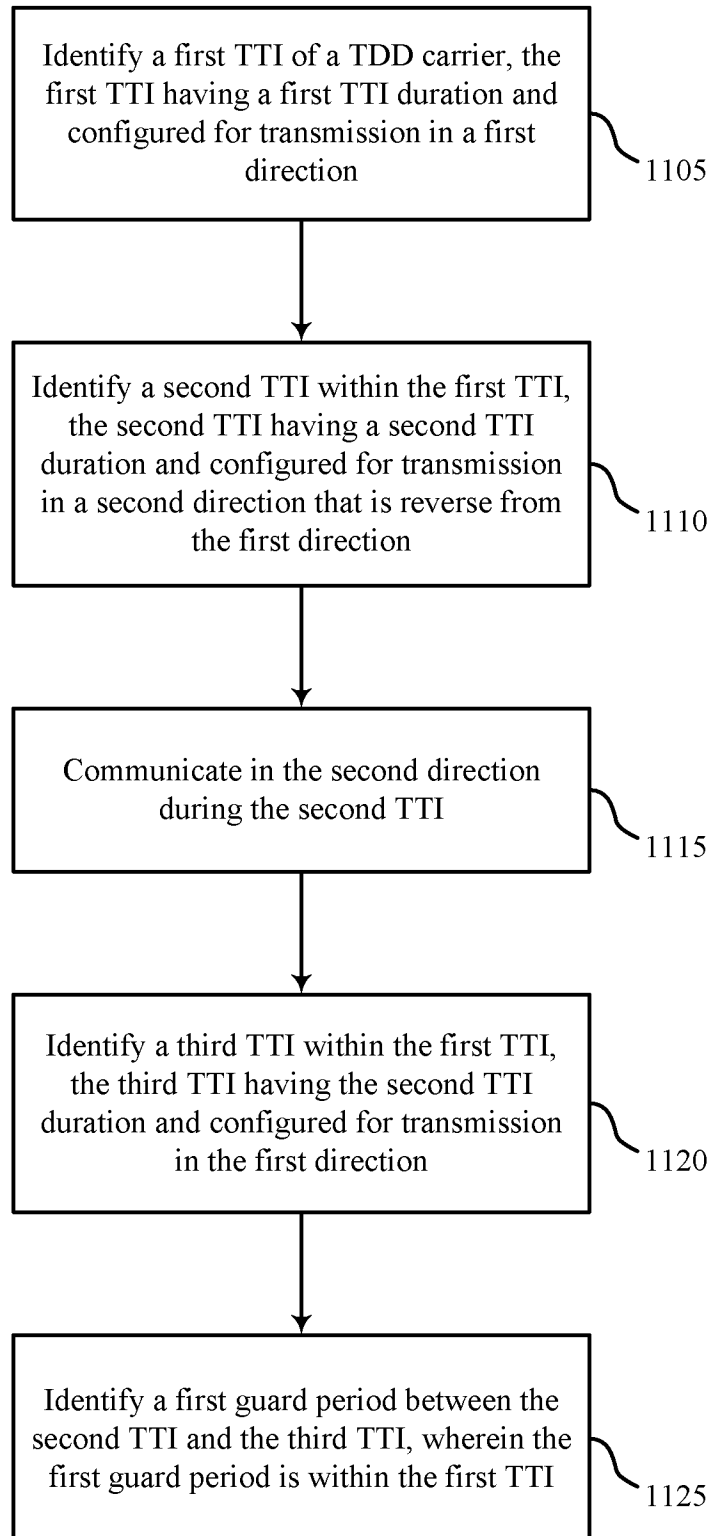 Identify a first TTI of a TDD carrier, the
first TTI having a first TTI duration and
configured for transmission in a first
direction
1105
Identify a second TTI within the first TTI,
the second TTI having a second TTI
duration and configured for transmission
in a second direction that is reverse from
the first direction
1110
Communicate in the second direction
during the second TTI
1115
Identify a third TTI within the first TTI,
the third TTI having the second TTI
duration and configured for transmission
in the first direction
1120
Identify a first guard period between the
second TTI and the third TTI, wherein the
first guard period is within the first TTI
1125